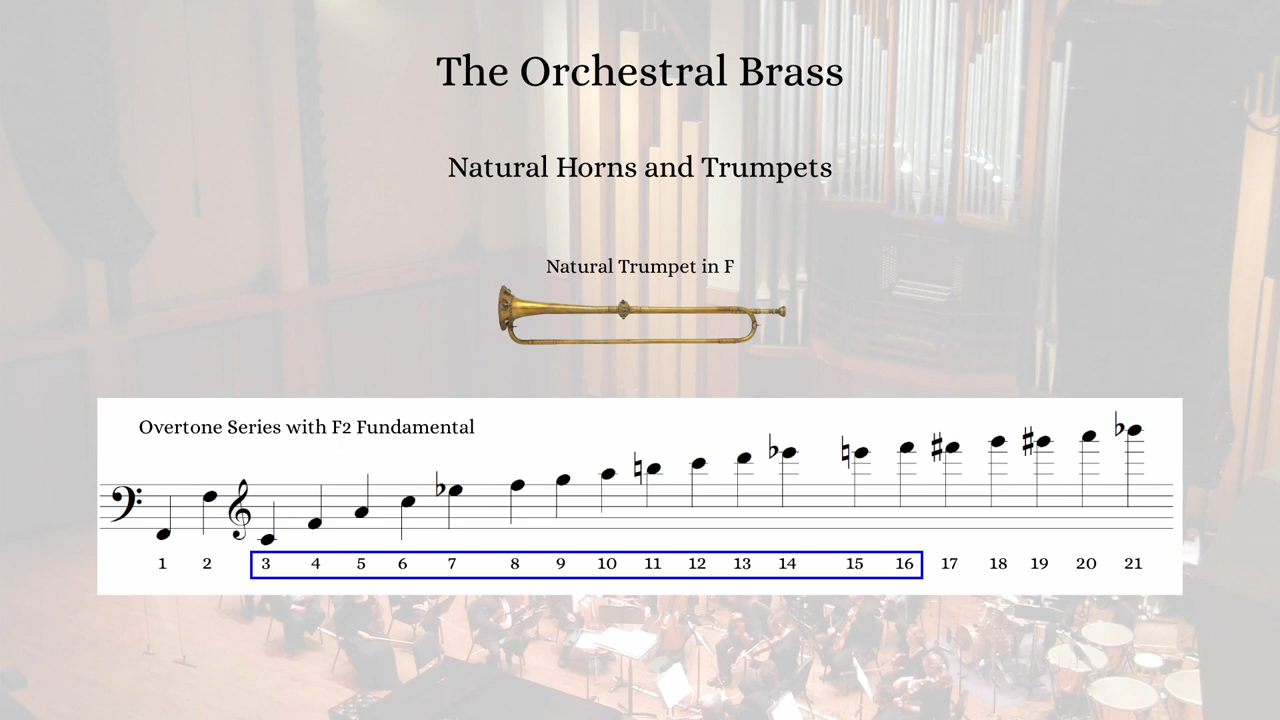 The Orchestral Brass
Natural Horns and Trumpets
Natural Trumpet in F
Overtone Series with F2 Fundamental
1 2 3 4 5 6 7 8 9 10 11 12 13 14 15 16 17 18 19 20 21